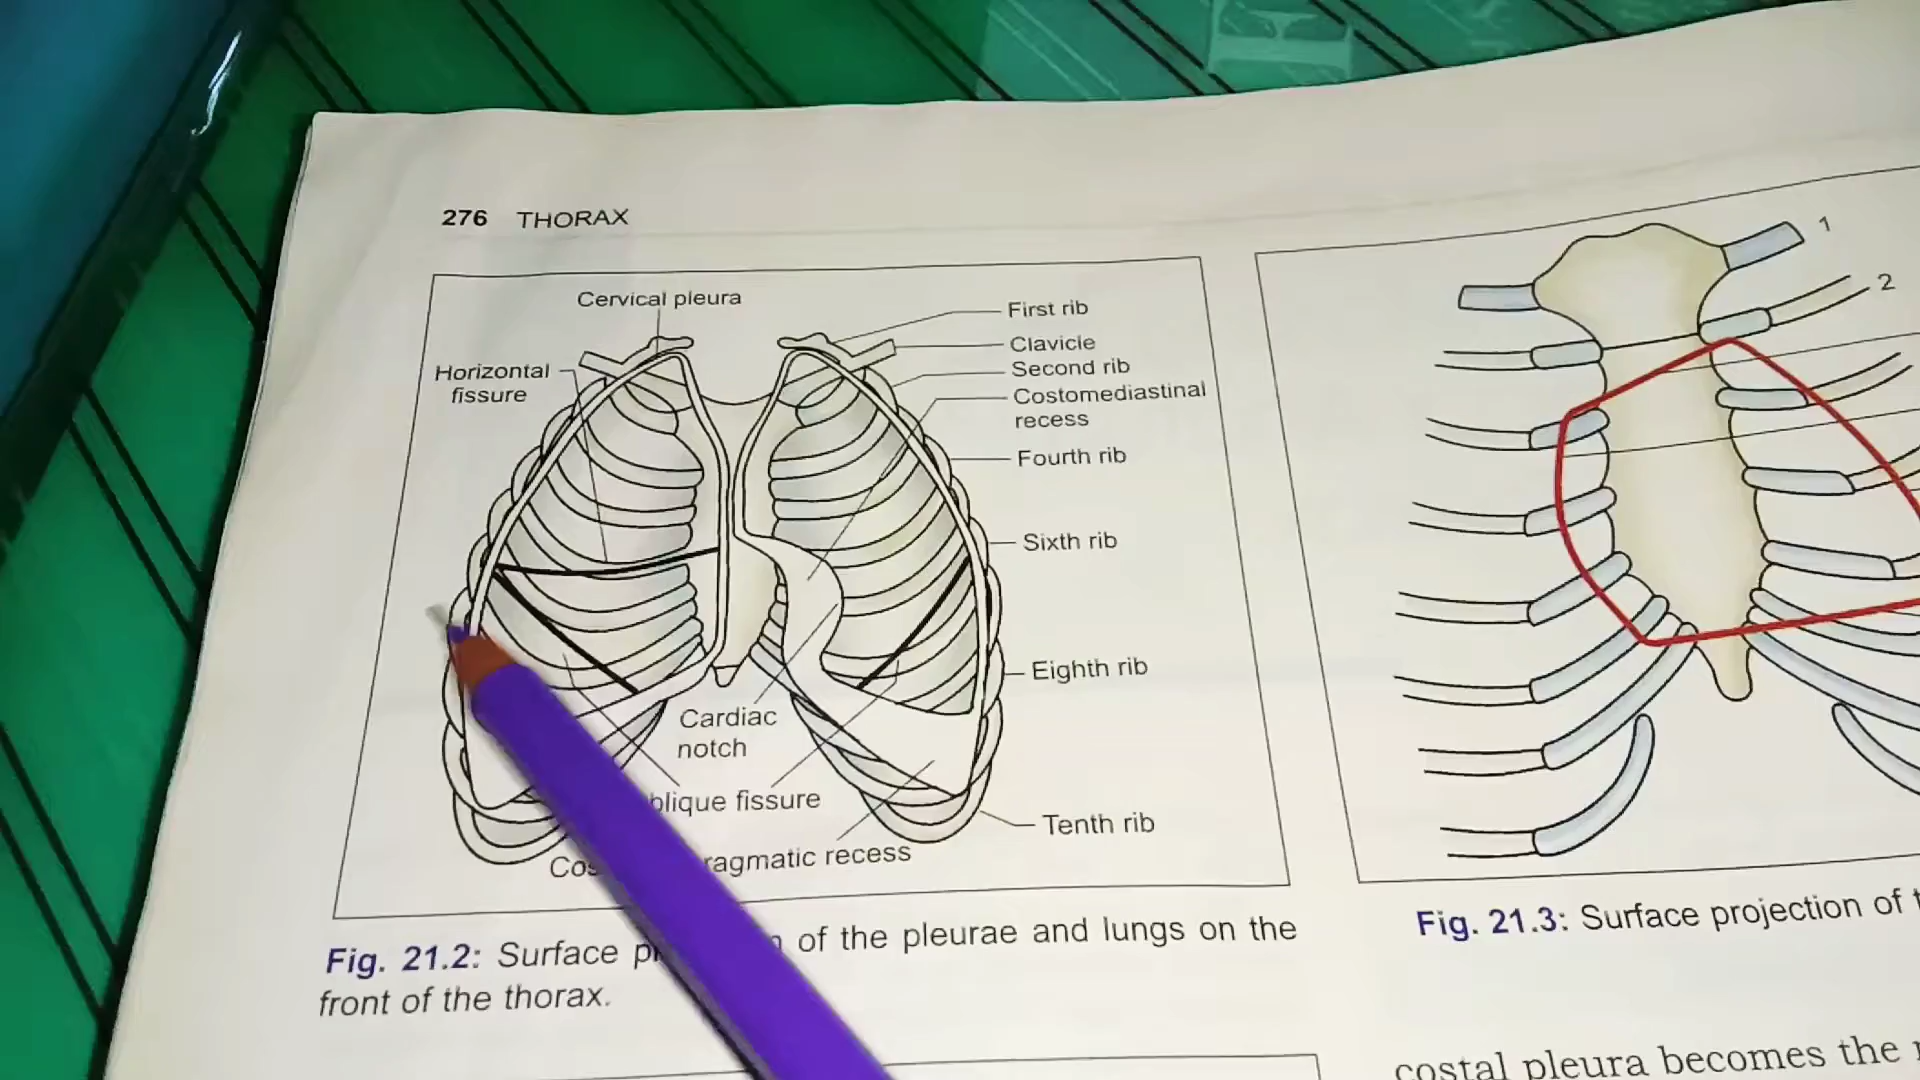 276 THORAX
Cervical pleura
Horizontal
fissure
First rib
Clavicle
Second rib
Costomediastinal
recess
Fourth rib
Sixth rib
Eighth rib
Tenth rib
Cardiac
notch
blique fissure
Cos ragmatic recess
Fig. 21.2: Surface p of the pleurae and lungs on the
front of the thorax.
1
2
Fig. 21.3: Surface projection of
costal pleura becomes the